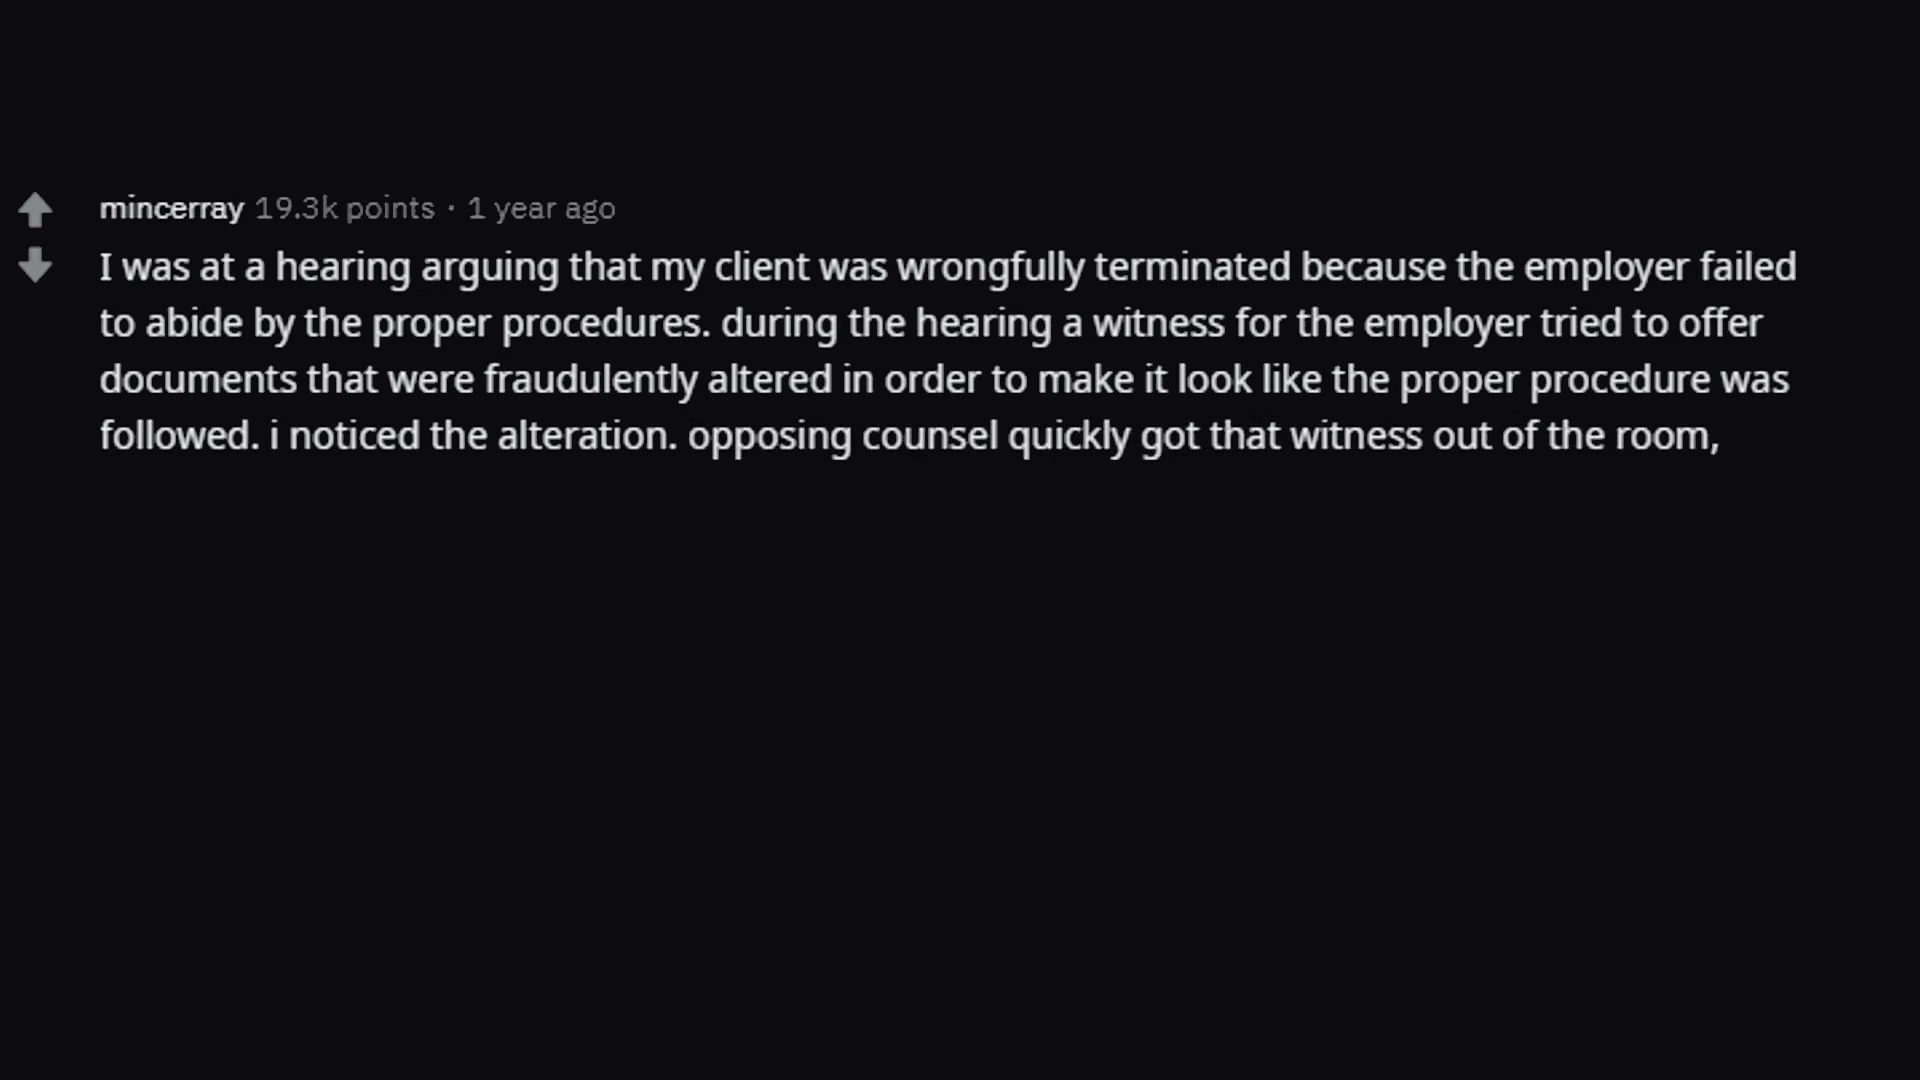 mincerray 19.3k points · 1 year ago
I was at a hearing arguing that my client was wrongfully terminated because the employer failed
to abide by the proper procedures. during the hearing a witness for the employer tried to offer
documents that were fraudulently altered in order to make it look like the proper procedure was
followed. i noticed the alteration. opposing counsel quickly got that witness out of the room,